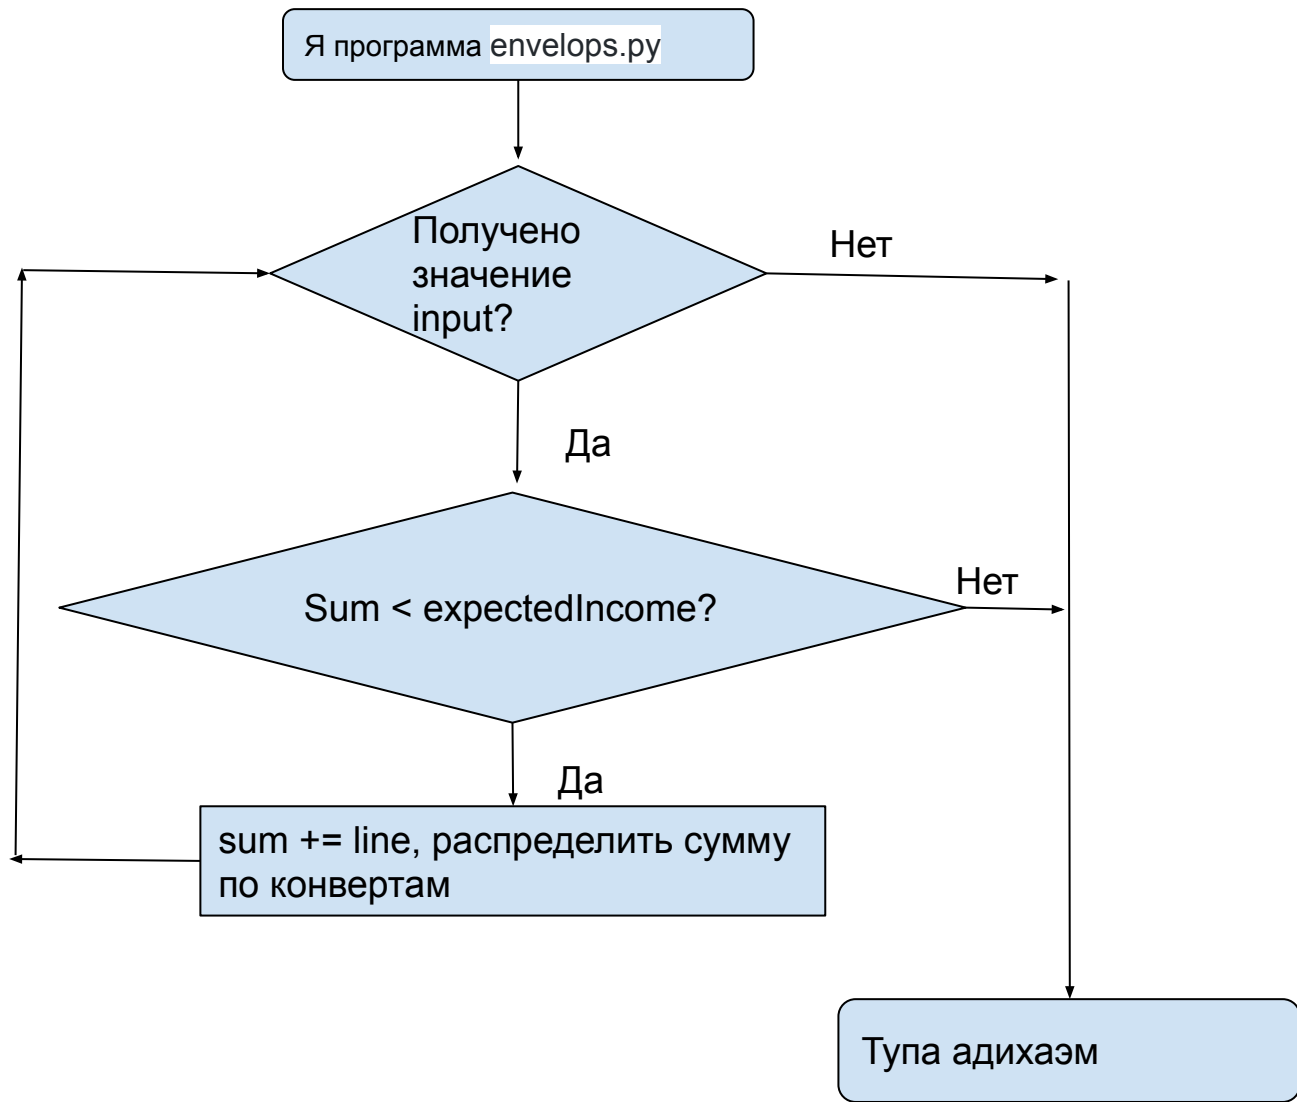 Я программа envelops.py
Получено
значение
input?
Нет
Да
Sum < expectedIncome?
Нет
Да
sum += line, распределить сумму
по конвертам
Тупа адихаэм